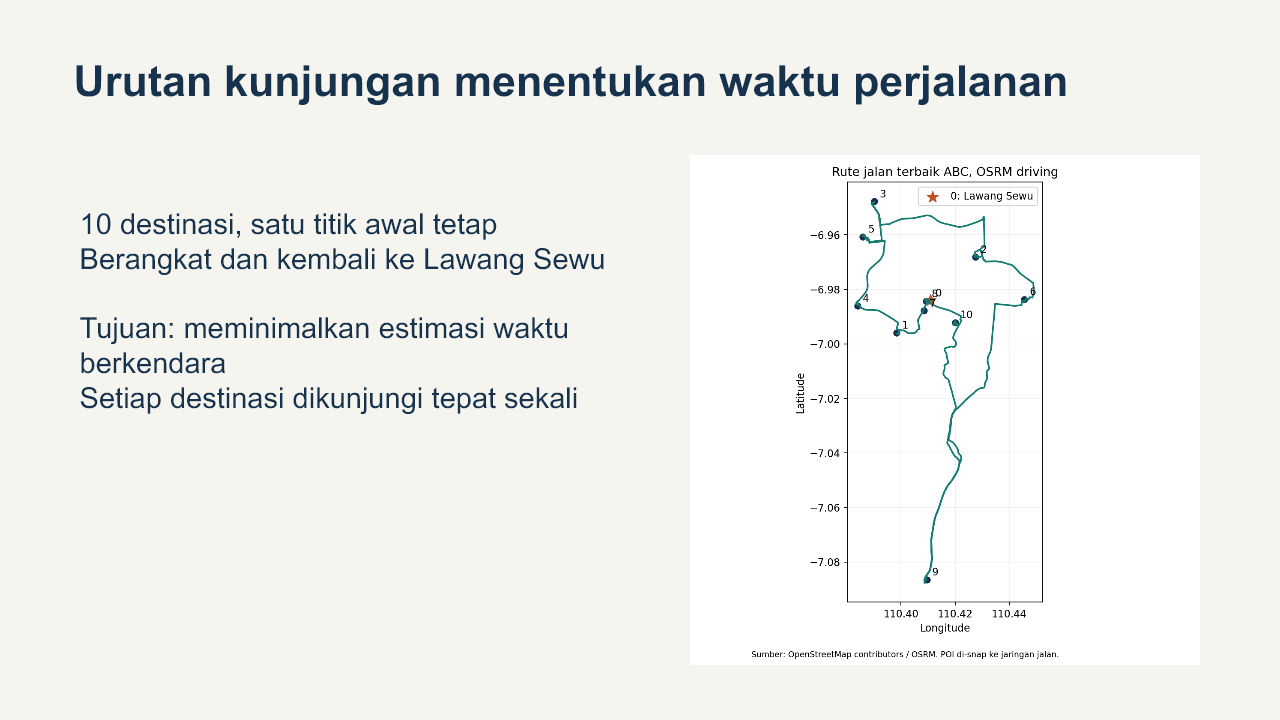 Urutan kunjungan menentukan waktu perjalanan
10 destinasi, satu titik awal tetap
Berangkat dan kembali ke Lawang Sewu
Tujuan: meminimalkan estimasi waktu
berkendara
Setiap destinasi dikunjungi tepat sekali
Rute jalan terbaik ABC, OSRM driving
0: Lawang Sewu
3
5
2
4
8
0
7
6
1
10
9
−6.96
−6.98
−7.00
−7.02
−7.04
−7.06
−7.08
Latitude
110.40 110.42 110.44
Longitude
Sumber: OpenStreetMap contributors / OSRM. POI di-snap ke jaringan jalan.